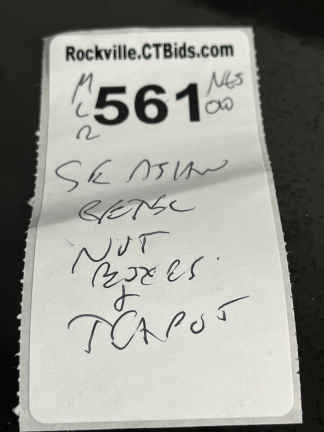 Rockville.CTBids.com
561
SE ASIAN
BETEL
NUT
BOXES
&
TEAPOT